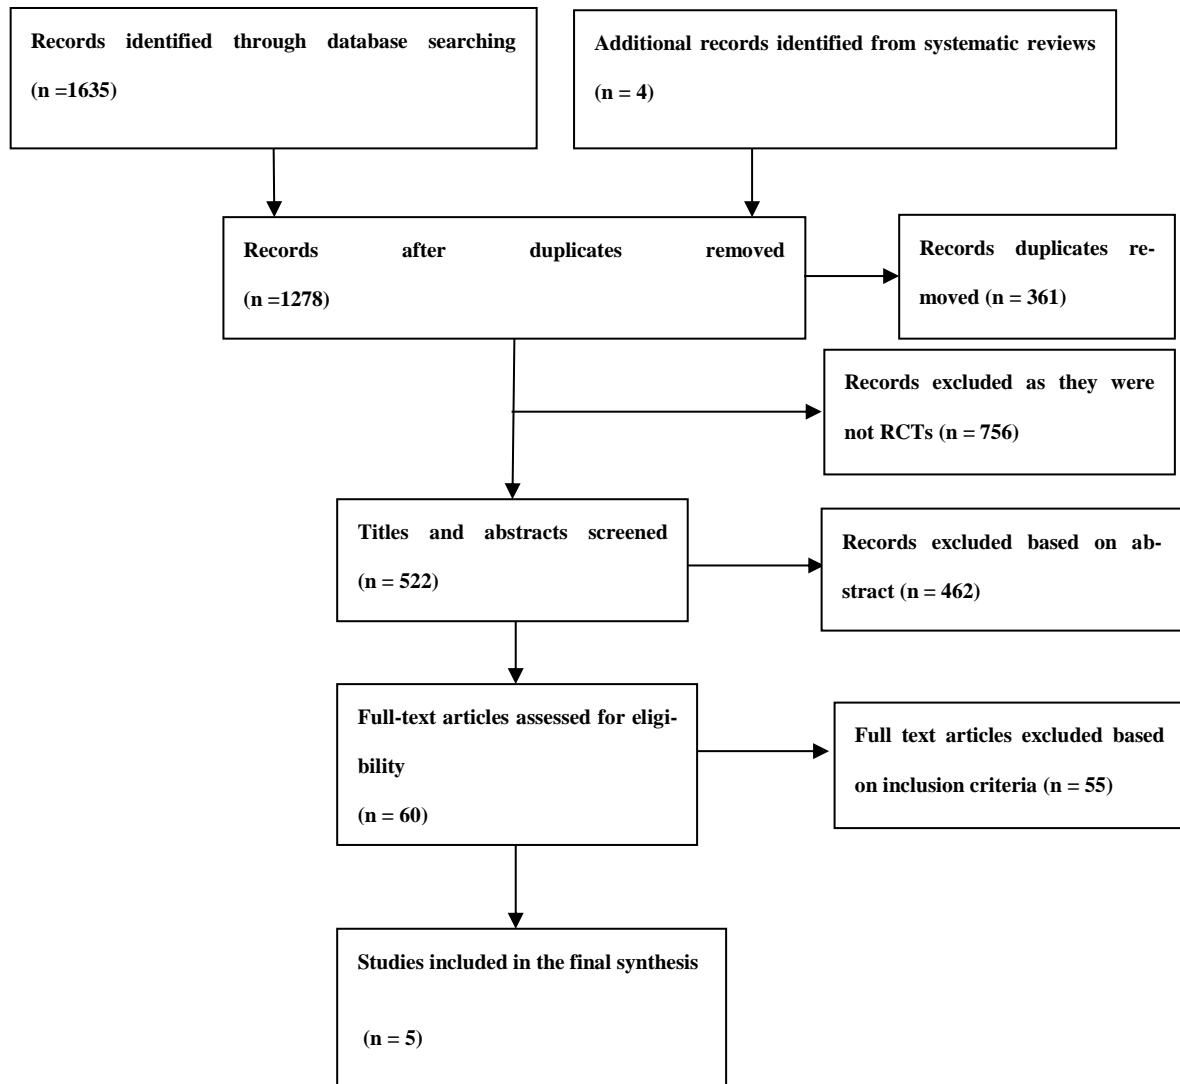 Records identified through database searching
(n =1635)
Additional records identified from systematic reviews
(n = 4)
Records after duplicates removed
(n =1278)
Records duplicates re-
moved (n = 361)
Records excluded as they were
not RCTs (n = 756)
Titles and abstracts screened
(n = 522)
Records excluded based on ab-
stract (n = 462)
Full-text articles assessed for eligi-
bility
(n = 60)
Full text articles excluded based
on inclusion criteria (n = 55)
Studies included in the final synthesis
(n = 5)